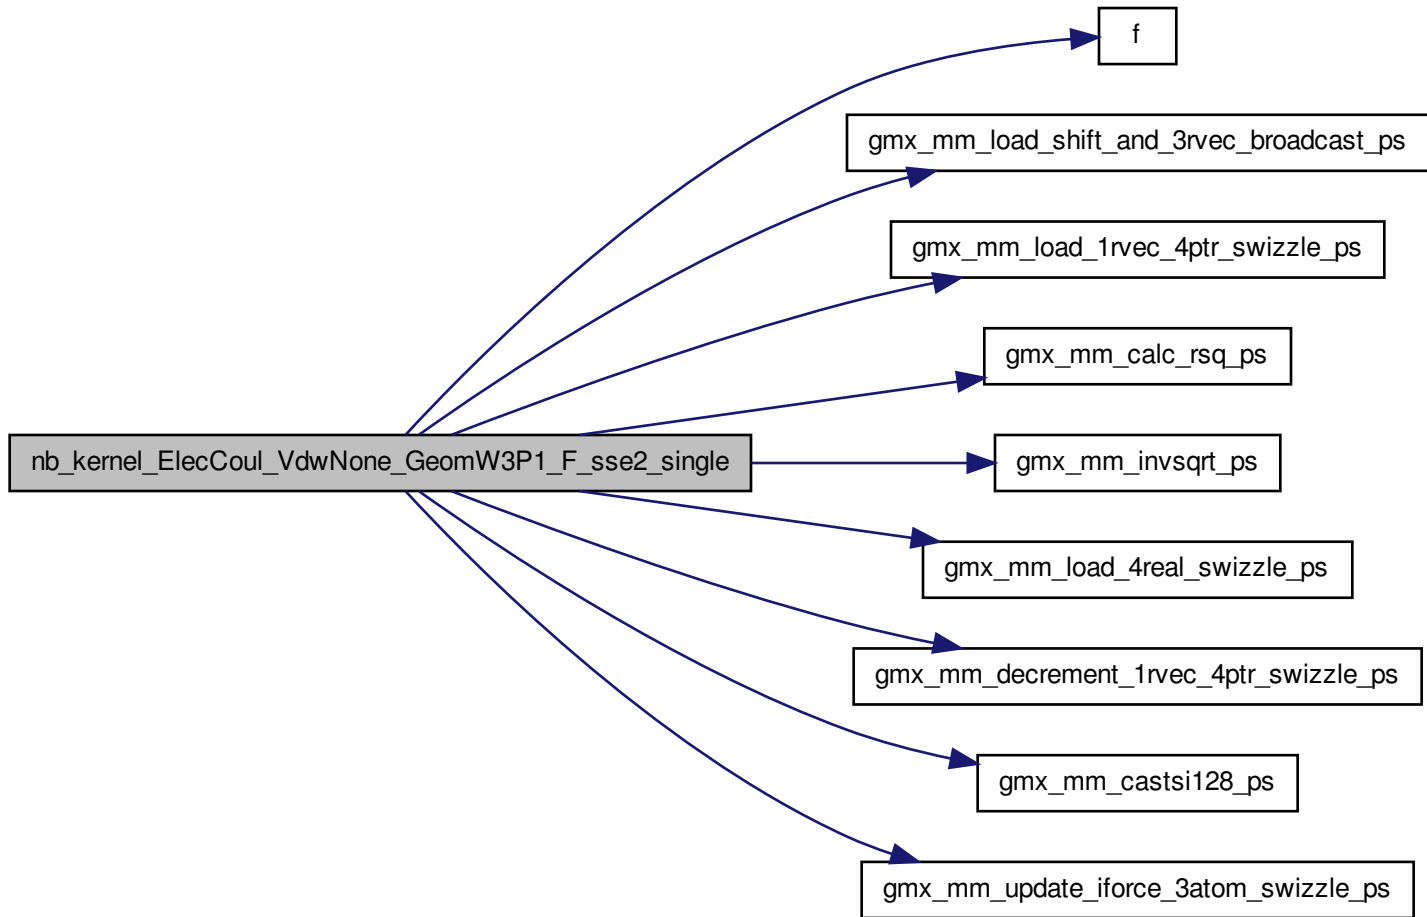 f
gmx_mm_load_shift_and_3rvec_broadcast_ps
gmx_mm_load_1rvec_4ptr_swizzle_ps
gmx_mm_calc_rsq_ps
nb_kernel_ElecCoul_VdwNone_GeomW3P1_F_sse2_single
gmx_mm_invsqrt_ps
gmx_mm_load_4real_swizzle_ps
gmx_mm_decrement_1rvec_4ptr_swizzle_ps
gmx_mm_castsi128_ps
gmx_mm_update_iforce_3atom_swizzle_ps